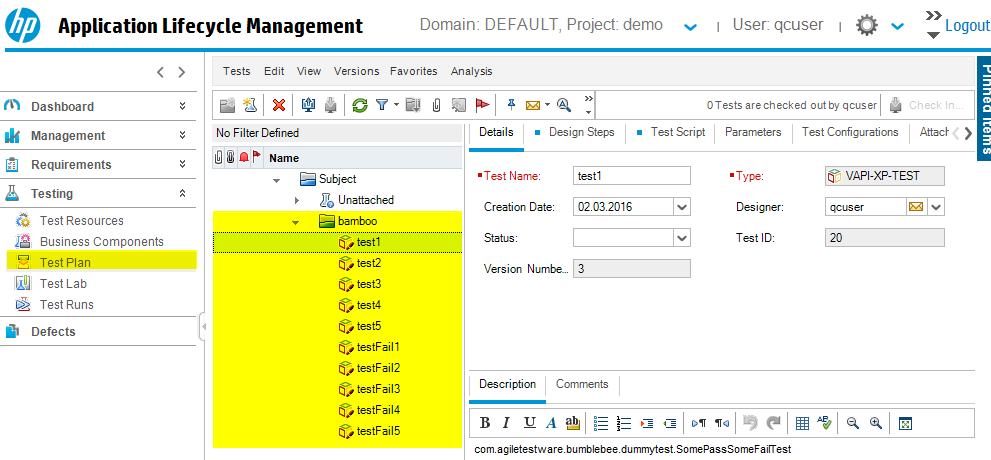 hp Application Lifecycle Management Domain: DEFAULT, Project: demo User: qcuser Logout
Pinned Items
Tests Edit View Versions Favorites Analysis
0 Tests are checked out by qcuser Check In...
Dashboard
Management
Requirements
Testing
Test Resources
Business Components
Test Plan
Test Lab
Test Runs
Defects
No Filter Defined
Name
Subject
Unattached
bamboo
test1
test2
test3
test4
test5
testFail1
testFail2
testFail3
testFail4
testFail5
Details Design Steps Test Script Parameters Test Configurations Attach
Test Name: test1 Type: VAPI-XP-TEST
Creation Date: 02.03.2016 Designer: qcuser
Status: Test ID: 20
Version Numbe... 3
Description Comments
B I U A ab
com.agiletestware.bumblebee.dummytest.SomePassSomeFailTest